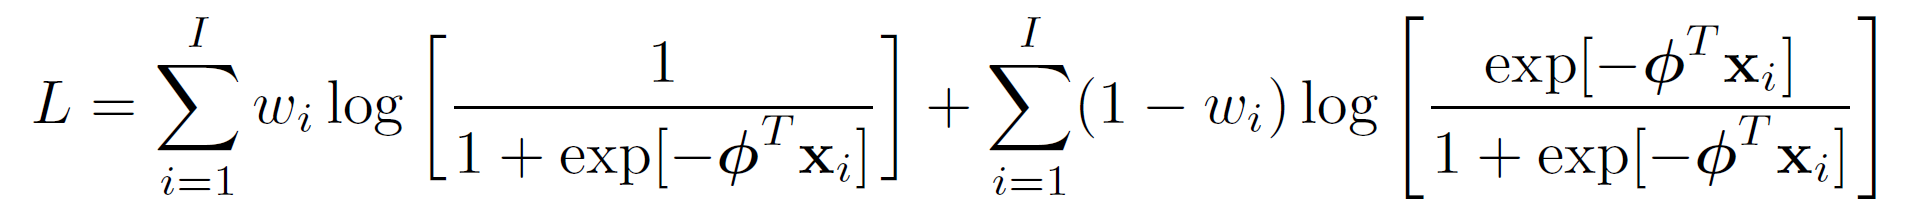 L = \sum_{i=1}^{I} w_i \log \left[ \frac{1}{1 + \exp[-\boldsymbol{\phi}^T \mathbf{x}_i]} \right] + \sum_{i=1}^{I} (1 - w_i) \log \left[ \frac{\exp[-\boldsymbol{\phi}^T \mathbf{x}_i]}{1 + \exp[-\boldsymbol{\phi}^T \mathbf{x}_i]} \right]